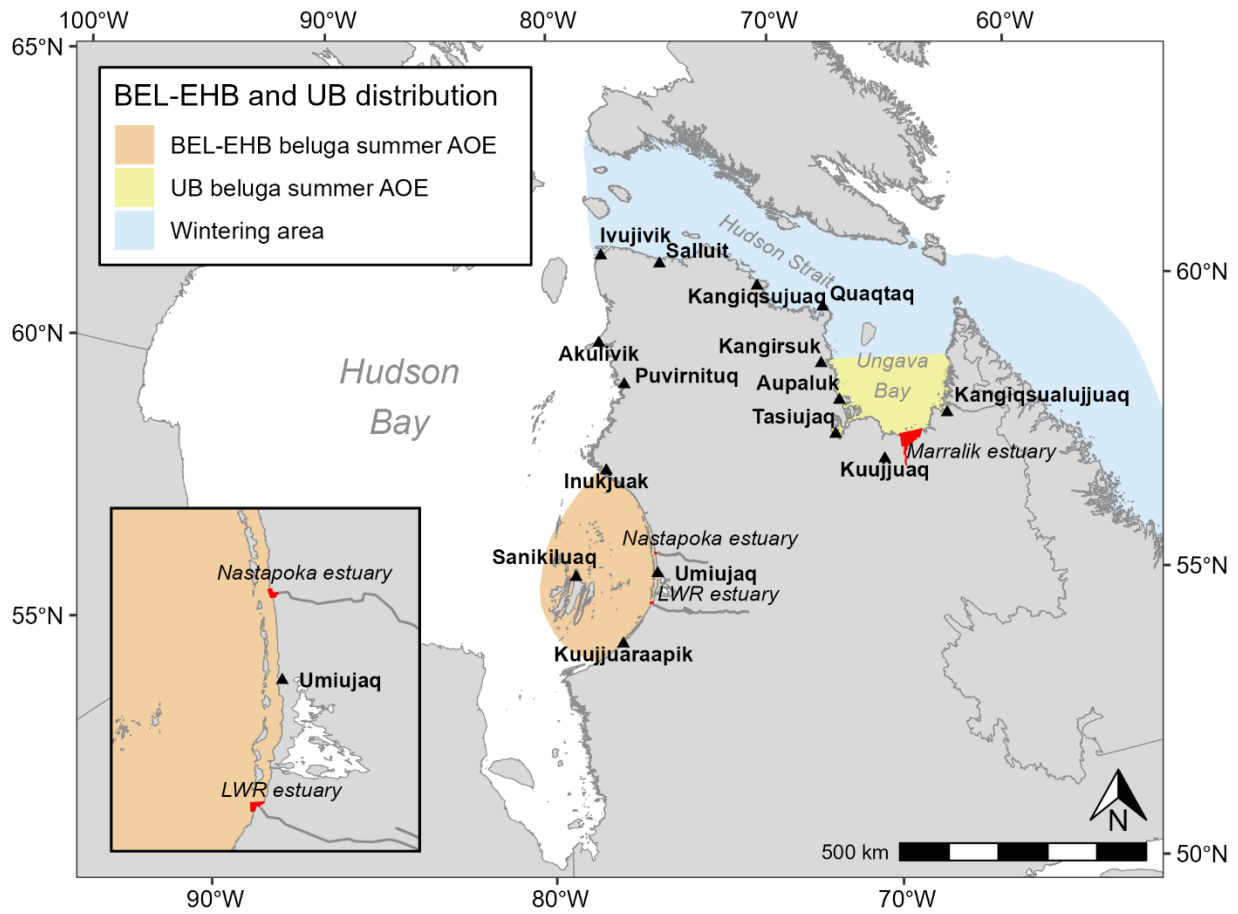 100°W 90°W 80°W 70°W 60°W
65°N
BEL-EHB and UB distribution
BEL-EHB beluga summer AOE
UB beluga summer AOE
Wintering area
Ivujivik
Salluit
Hudson Strait
60°N
Kangiqsujuaq
Quaqtaq
60°N
Akulivik
Kangirsuk
Hudson
Bay
Puvirnituq
Ungava
Bay
Aupaluk
Kangiqsualujjuaq
Tasiujaq
Marralik estuary
Kuujjuaq
Inukjuak
Nastapoka estuary
Sanikiluaq
Umiujaq
55°N
LWR estuary
55°N
Kuujjuaraapik
Nastapoka estuary
Umiujaq
LWR estuary
N
500 km
50°N
90°W 80°W 70°W